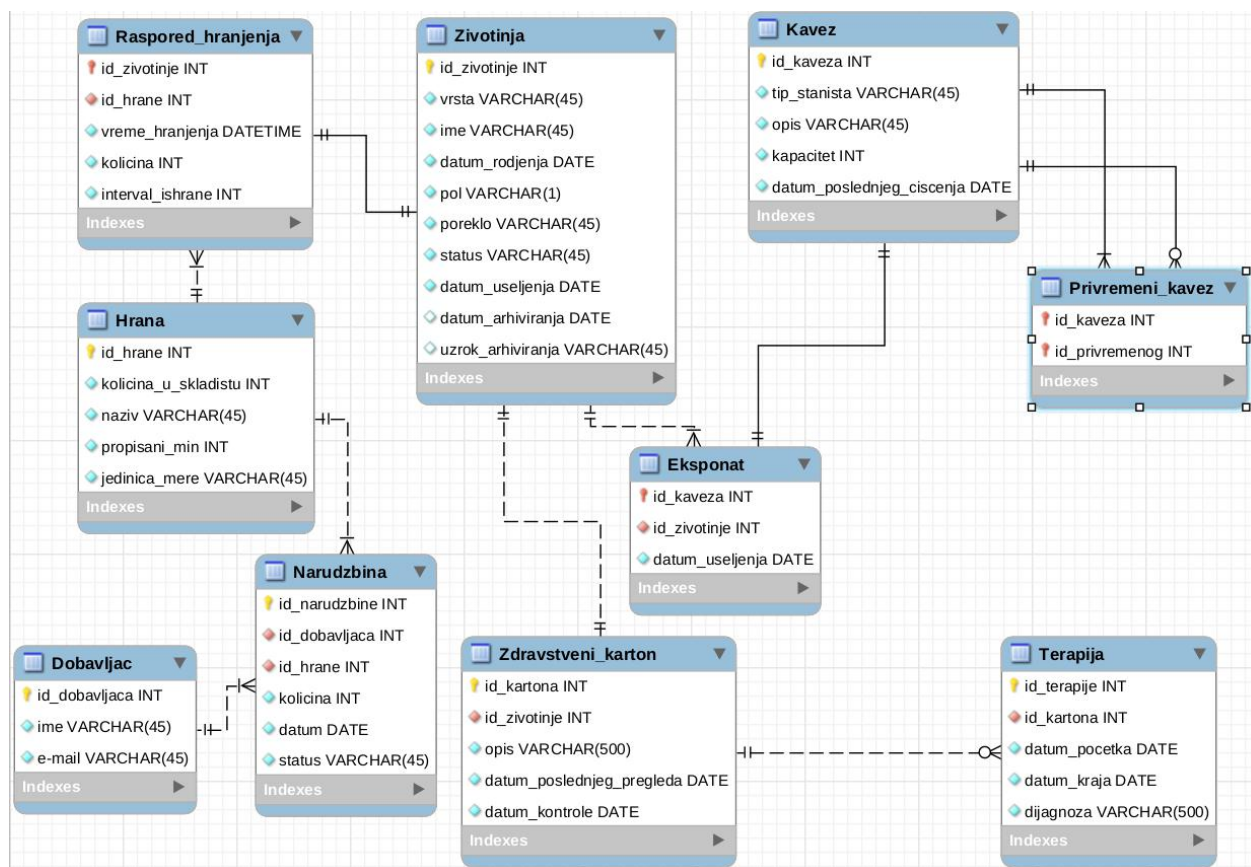 Raspored_hranjenja
id_zivotinje INT
id_hrane INT
vreme_hranjenja DATETIME
kolicina INT
interval_ishrane INT
Indexes
Zivotinja
id_zivotinje INT
vrsta VARCHAR(45)
ime VARCHAR(45)
datum_rodjenja DATE
pol VARCHAR(1)
poreklo VARCHAR(45)
status VARCHAR(45)
datum_useljenja DATE
datum_arhiviranja DATE
uzrok_arhiviranja VARCHAR(45)
Indexes
Kavez
id_kaveza INT
tip_stanista VARCHAR(45)
opis VARCHAR(45)
kapacitet INT
datum_poslednjeg_ciscenja DATE
Indexes
Privremeni_kavez
id_kaveza INT
id_privremenog INT
Indexes
Hrana
id_hrane INT
kolicina_u_skladistu INT
naziv VARCHAR(45)
propisani_min INT
jedinica_mere VARCHAR(45)
Indexes
Eksponat
id_kaveza INT
id_zivotinje INT
datum_useljenja DATE
Indexes
Narudzbina
id_narudzbine INT
id_dobavljaca INT
id_hrane INT
kolicina INT
datum DATE
status VARCHAR(45)
Indexes
Dobavljac
id_dobavljaca INT
ime VARCHAR(45)
e-mail VARCHAR(45)
Indexes
Zdravstveni_karton
id_kartona INT
id_zivotinje INT
opis VARCHAR(500)
datum_poslednjeg_pregleda DATE
datum_kontrole DATE
Indexes
Terapija
id_terapije INT
id_kartona INT
datum_pocetka DATE
datum_kraja DATE
dijagnoza VARCHAR(500)
Indexes